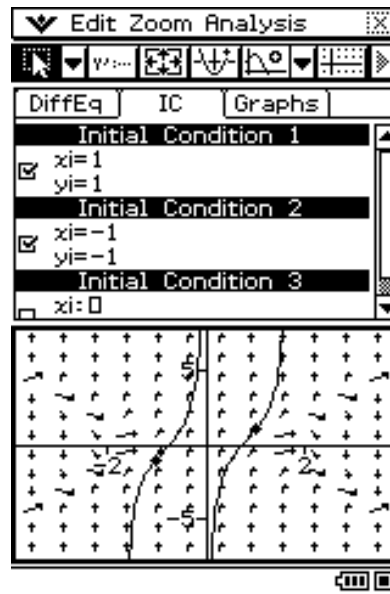 Edit Zoom Analysis
DiffEq IC Graphs
Initial Condition 1
xi=1
yi=1
Initial Condition 2
xi=-1
yi=-1
Initial Condition 3
xi:0
5
-2 2
-5